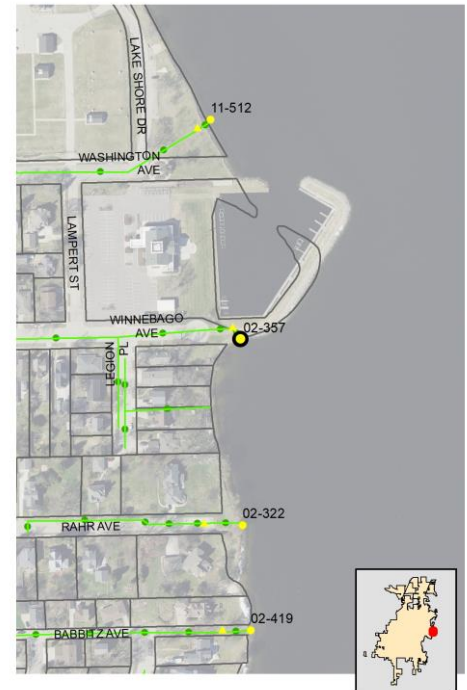 LAKE SHORE DR
11-512
WASHINGTON
AVE
LAMPERT ST
WINNEBAGO
AVE
02-357
LEGION
PL
02-322
RAHR AVE
02-419
BABBITZ AVE